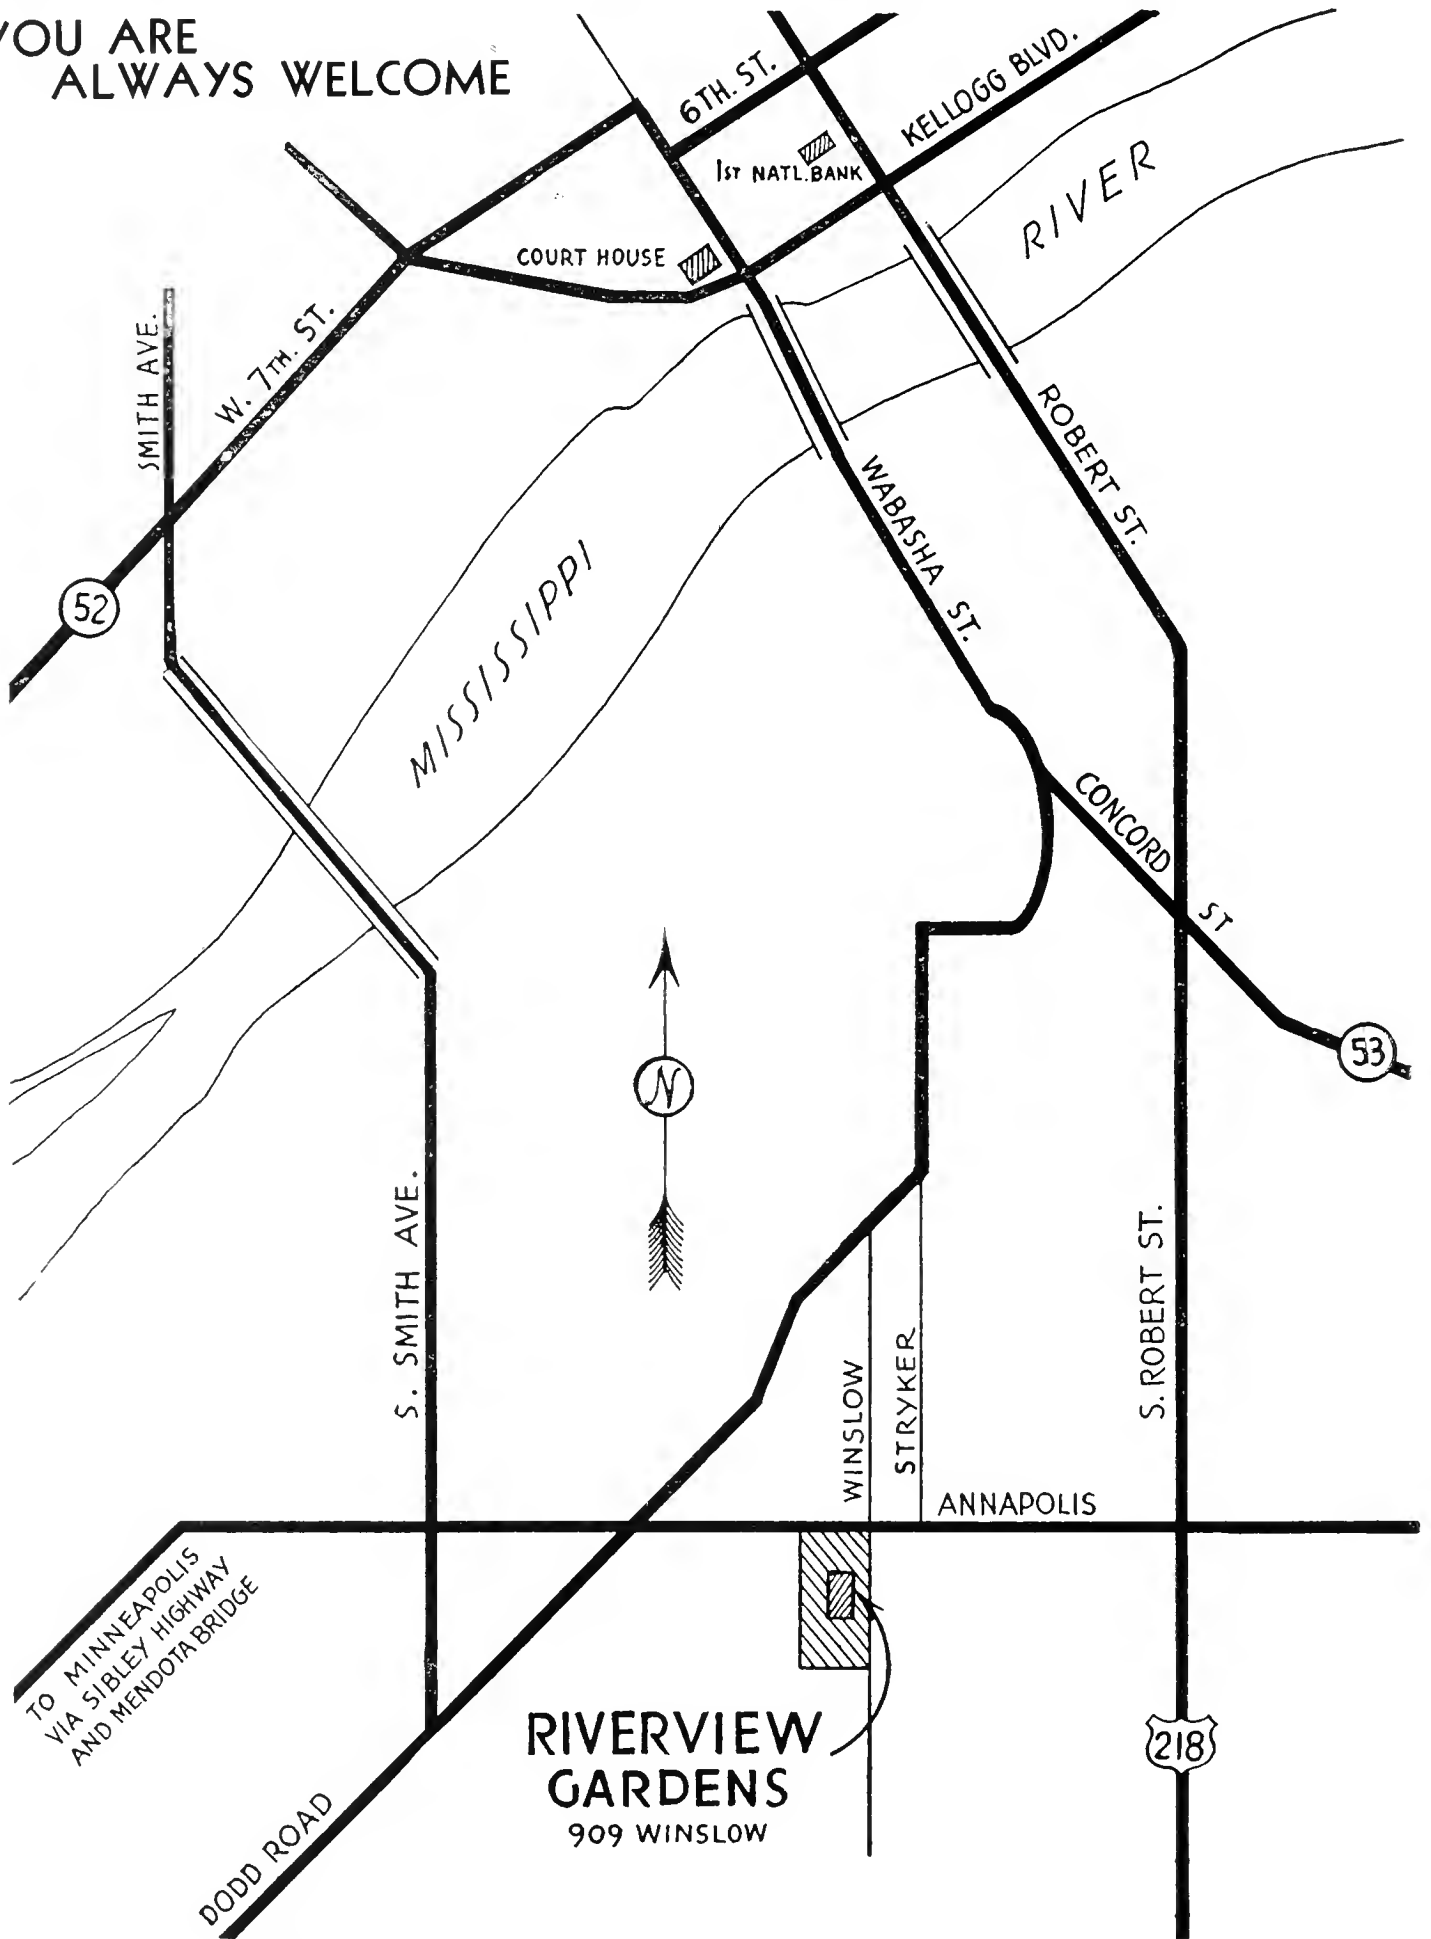 YOU ARE
ALWAYS WELCOME
6TH. ST.
KELLOGG BLVD.
1ST NATL. BANK
RIVER
COURT HOUSE
SMITH AVE.
W. 7TH. ST.
ROBERT ST.
WABASHA ST.
52
MISSISSIPPI
CONCORD ST
53
N
S. SMITH AVE.
S. ROBERT ST.
WINSLOW
STRYKER
ANNAPOLIS
TO MINNEAPOLIS
VIA SIBLEY HIGHWAY
AND MENDOTA BRIDGE
RIVERVIEW
GARDENS
909 WINSLOW
218
DODD ROAD